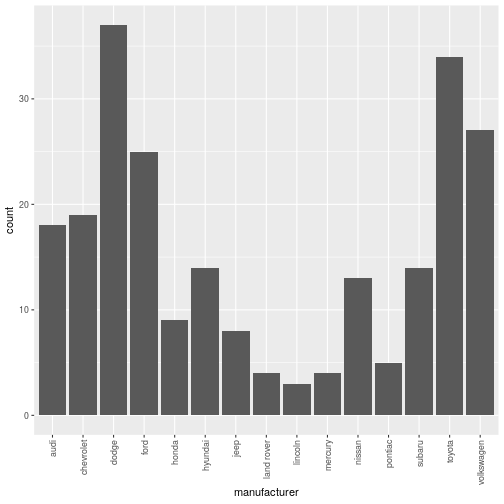 count
30
20
10
0
audi
chevrolet
dodge
ford
honda
hyundai
jeep
land rover
lincoln
mercury
nissan
pontiac
subaru
toyota
volkswagen
manufacturer